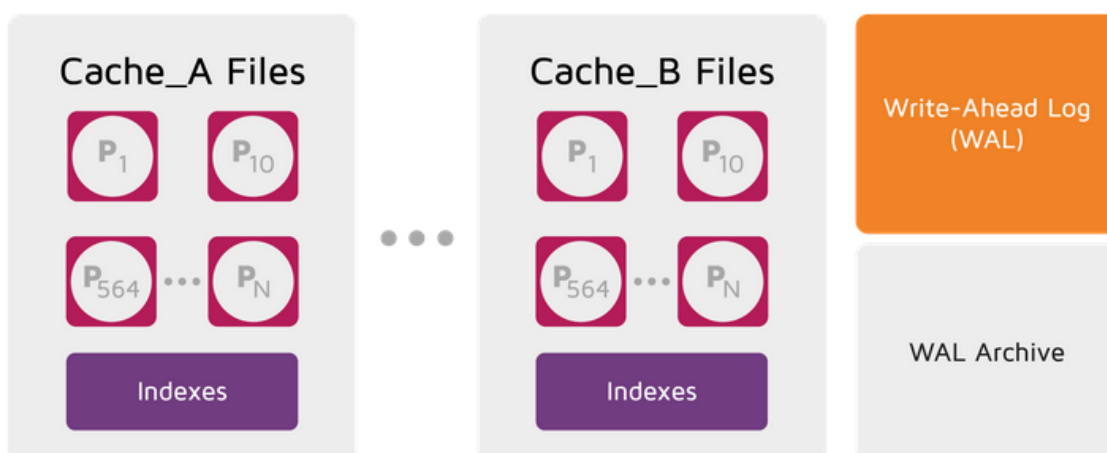 Cache_A Files
P1 P10
P564 ... PN
Indexes
...
Cache_B Files
P1 P10
P564 ... PN
Indexes
Write-Ahead Log
(WAL)
WAL Archive